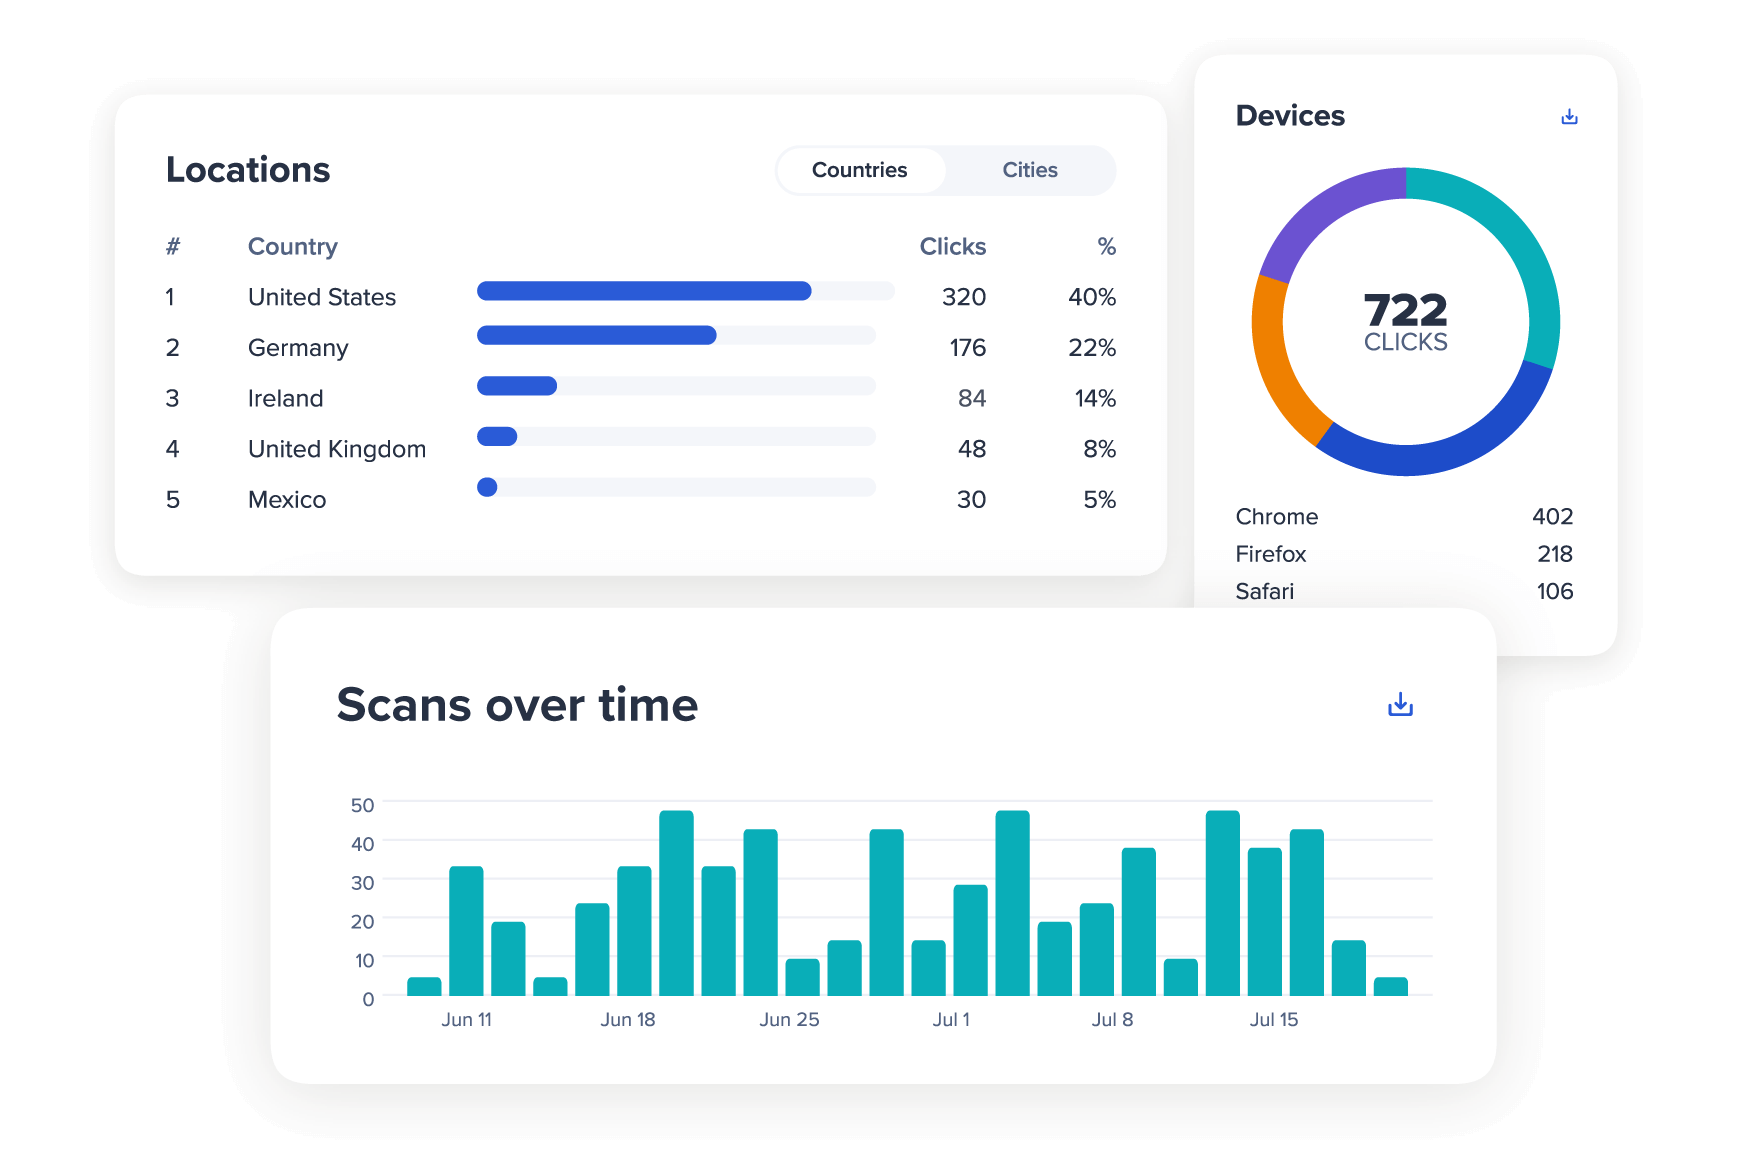 Locations
Countries Cities
# Country Clicks %
1 United States 320 40%
2 Germany 176 22%
3 Ireland 84 14%
4 United Kingdom 48 8%
5 Mexico 30 5%
Devices
722
CLICKS
Chrome 402
Firefox 218
Safari 106
Scans over time
50
40
30
20
10
0
Jun 11 Jun 18 Jun 25 Jul 1 Jul 8 Jul 15